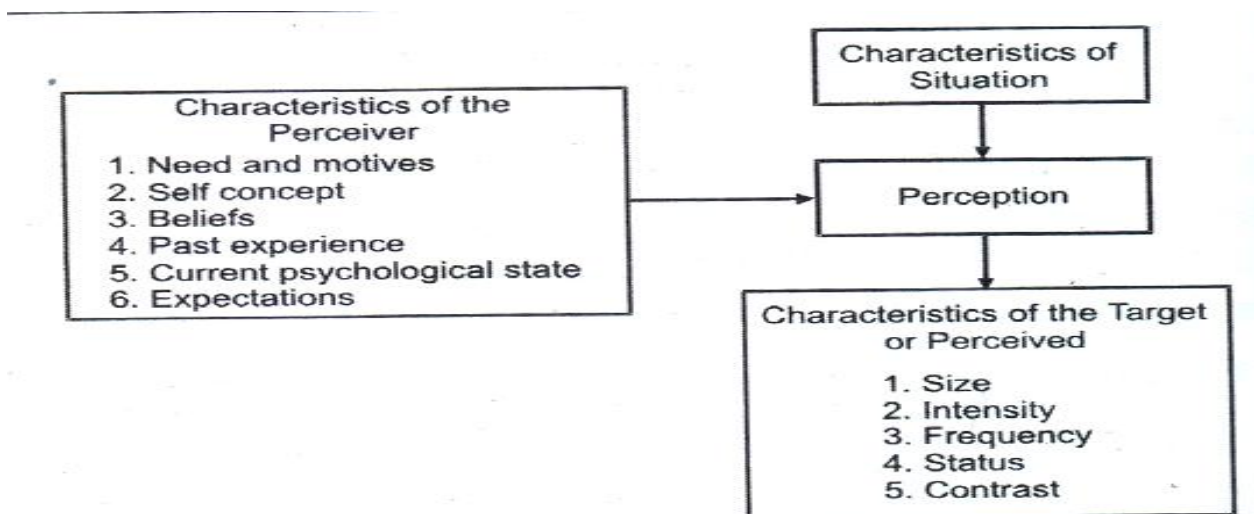 Characteristics of the
Perceiver
1. Need and motives
2. Self concept
3. Beliefs
4. Past experience
5. Current psychological state
6. Expectations
Characteristics of
Situation
Perception
Characteristics of the Target
or Perceived
1. Size
2. Intensity
3. Frequency
4. Status
5. Contrast